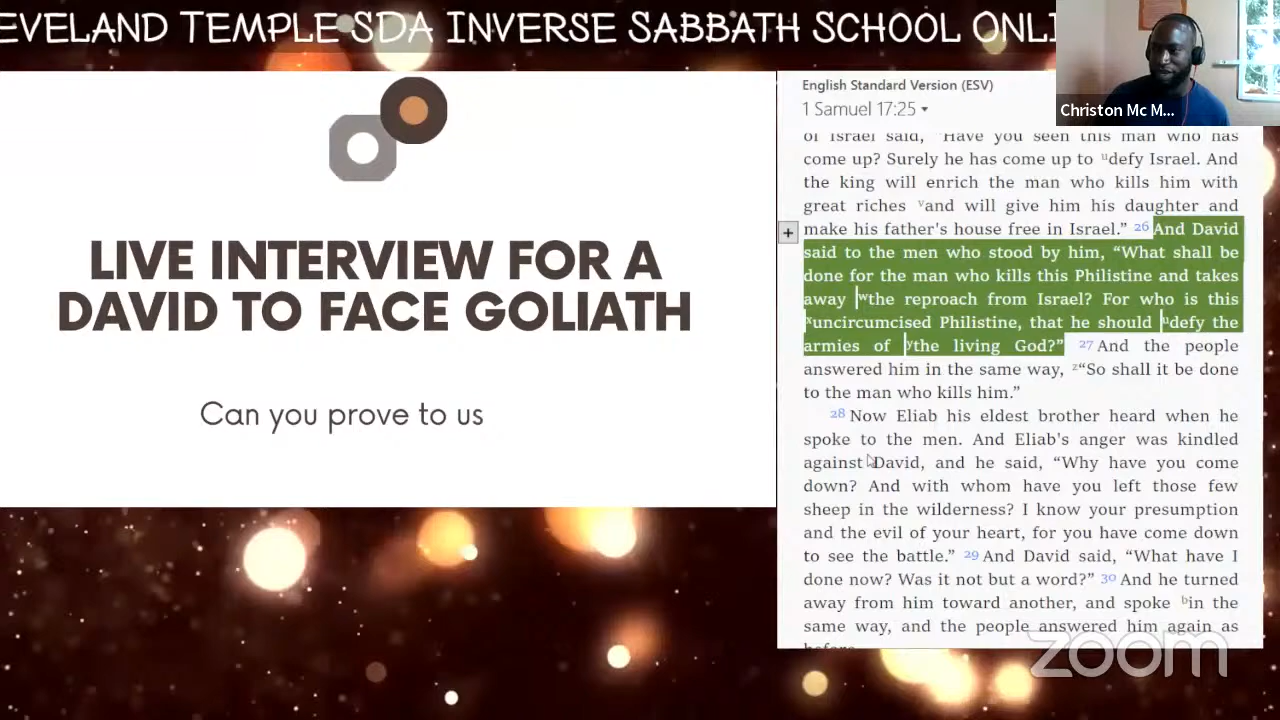 EVELAND TEMPLE SDA INVERSE SABBATH SCHOOL ONLI
LIVE INTERVIEW FOR A
DAVID TO FACE GOLIATH
Can you prove to us
Christon Mc M...
English Standard Version (ESV)
1 Samuel 17:25
of Israel said, “Have you seen this man who has
come up? Surely he has come up to udefy Israel. And
the king will enrich the man who kills him with
great riches vand will give him his daughter and
make his father's house free in Israel.” 26 And David
said to the men who stood by him, “What shall be
done for the man who kills this Philistine and takes
away wthe reproach from Israel? For who is this
xuncircumcised Philistine, that he should udefy the
armies of ythe living God?” 27 And the people
answered him in the same way, z“So shall it be done
to the man who kills him.”
28 Now Eliab his eldest brother heard when he
spoke to the men. And Eliab's anger was kindled
against David, and he said, “Why have you come
down? And with whom have you left those few
sheep in the wilderness? I know your presumption
and the evil of your heart, for you have come down
to see the battle.” 29 And David said, “What have I
done now? Was it not but a word?” 30 And he turned
away from him toward another, and spoke bin the
same way, and the people answered him again as
before
zoom